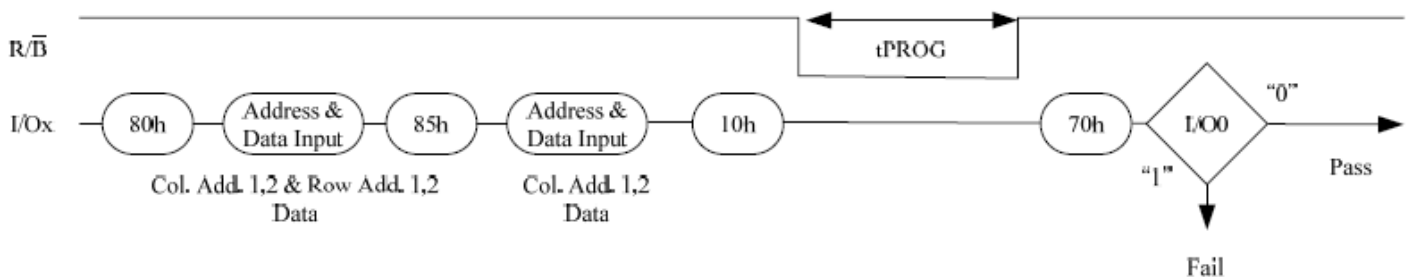 R/B̅
tPROG
I/Ox
80h
Address &
Data Input
85h
Address &
Data Input
10h
70h
I/O0
“0”
“1”
Pass
Col. Add. 1,2 & Row Add. 1,2
Data
Col. Add. 1,2
Data
Fail